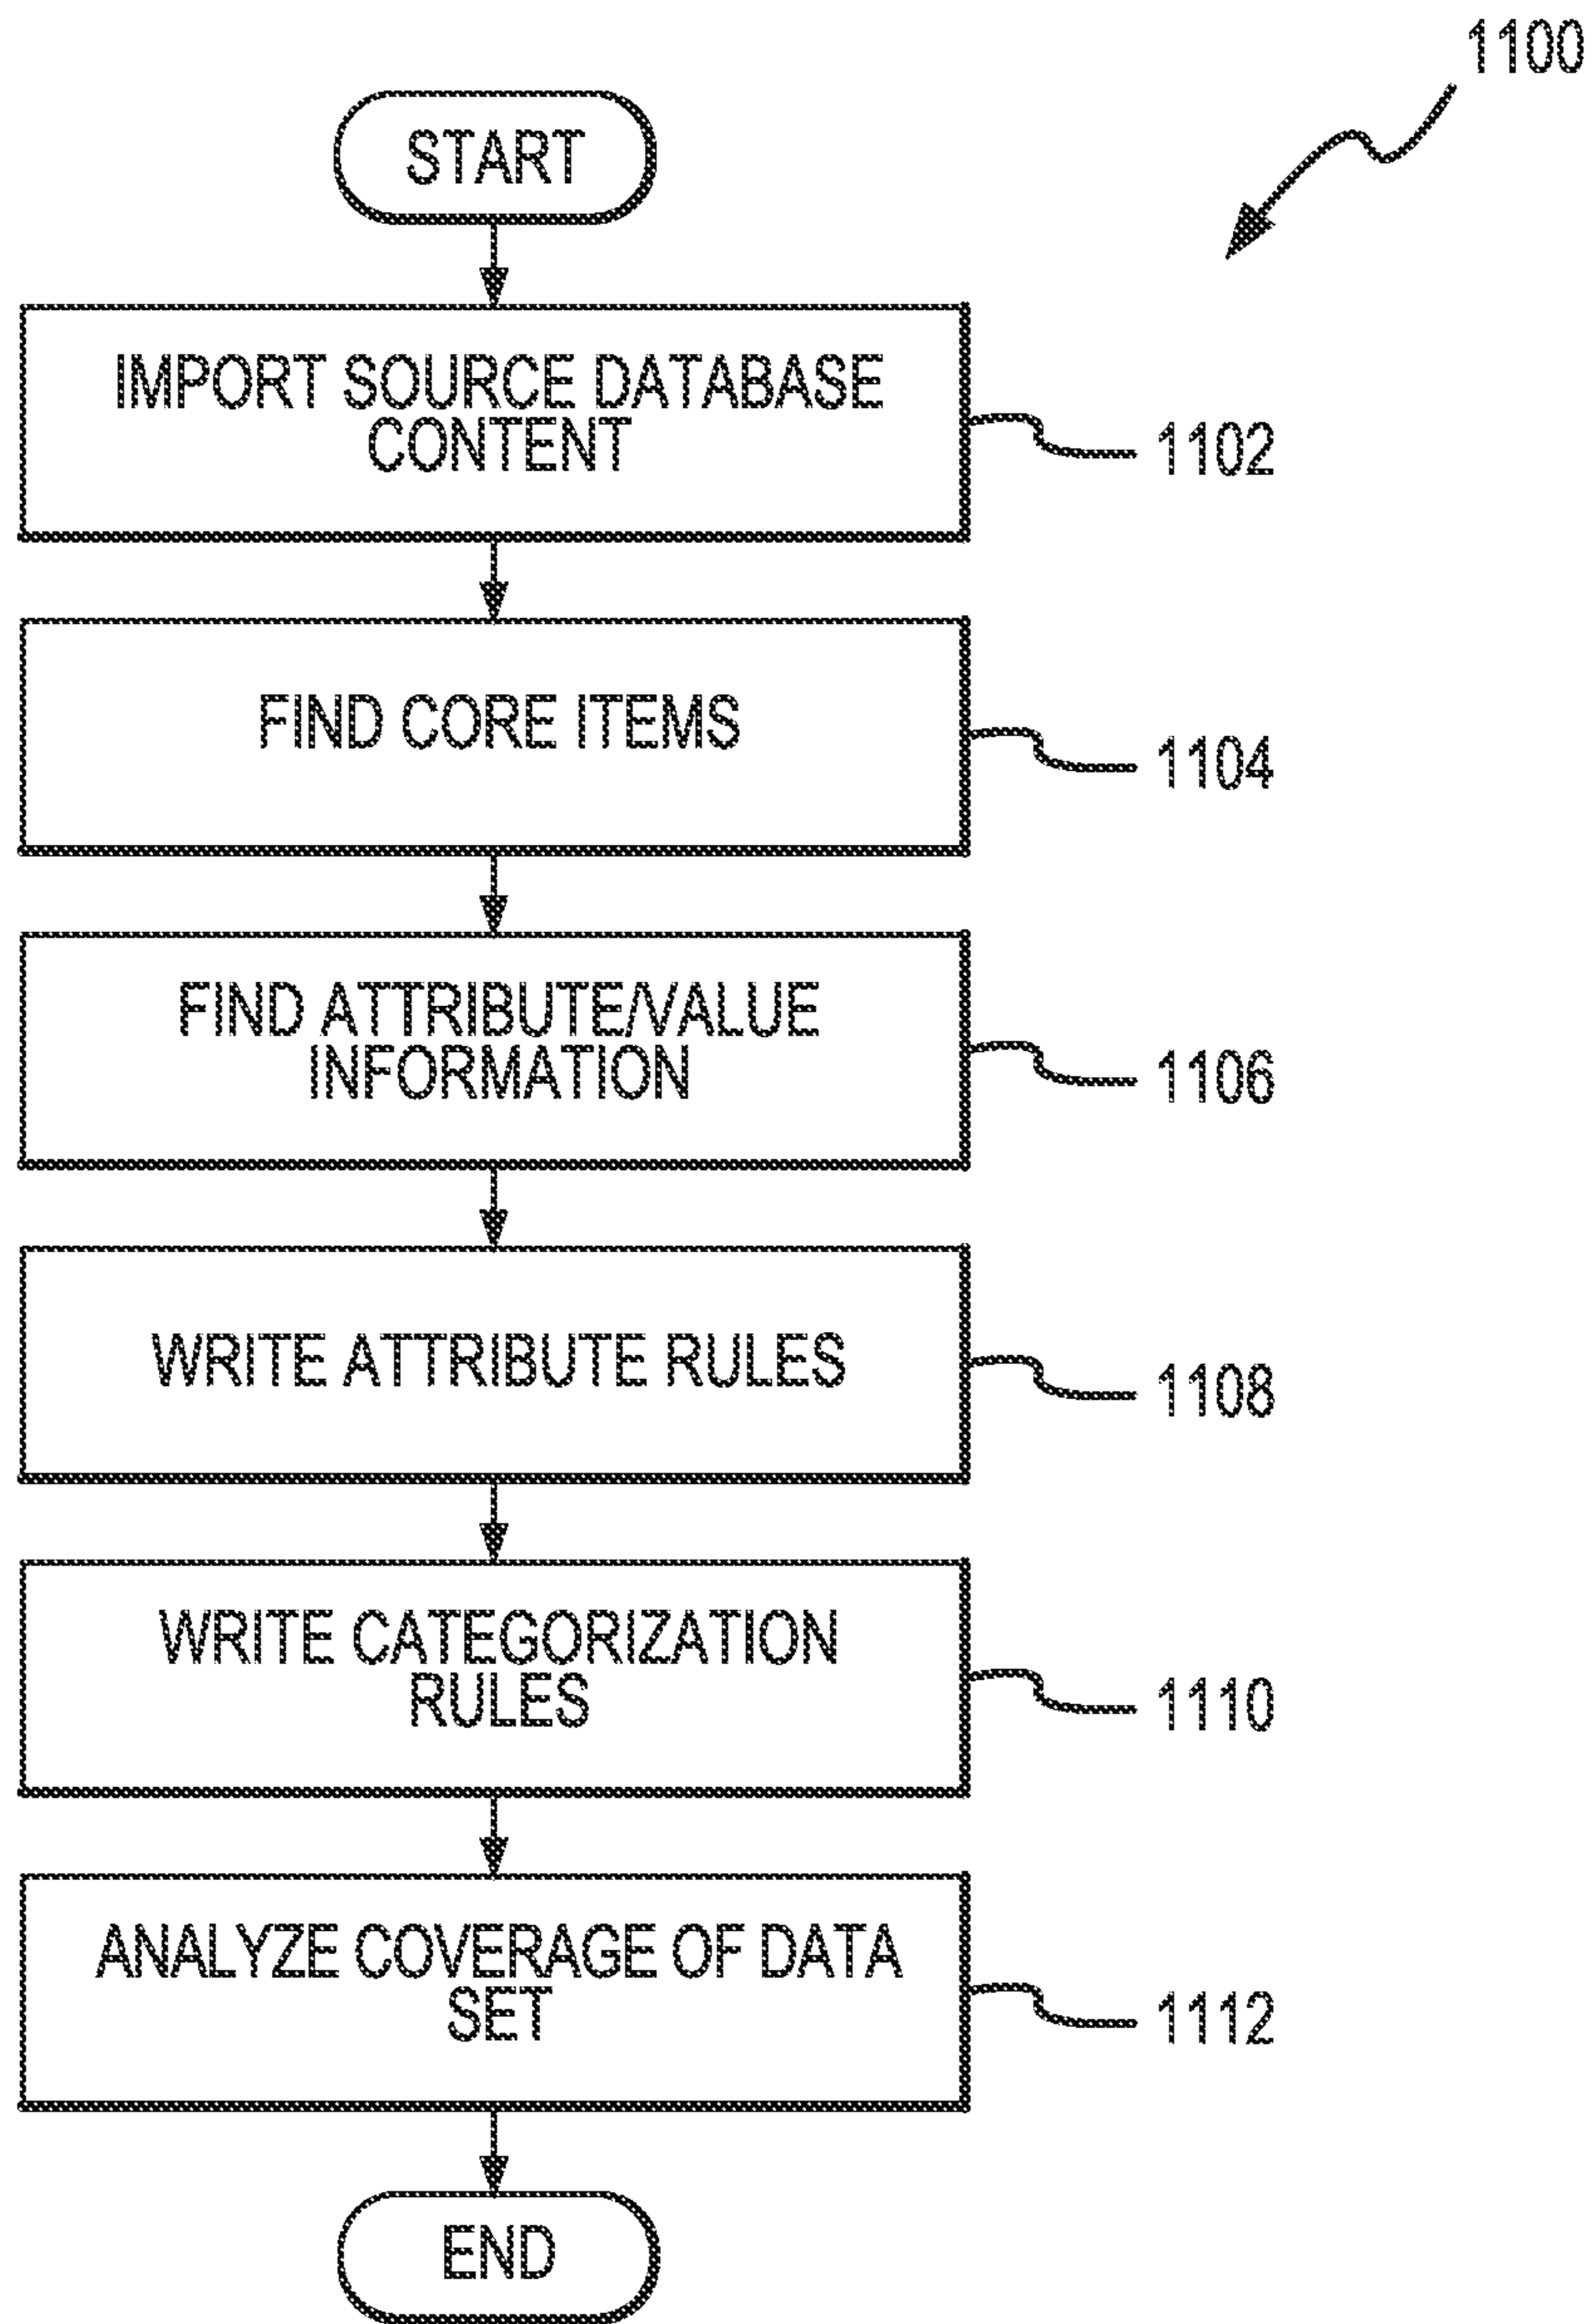 1100
START
IMPORT SOURCE DATABASE
CONTENT
1102
FIND CORE ITEMS
1104
FIND ATTRIBUTE/VALUE
INFORMATION
1106
WRITE ATTRIBUTE RULES
1108
WRITE CATEGORIZATION
RULES
1110
ANALYZE COVERAGE OF DATA
SET
1112
END